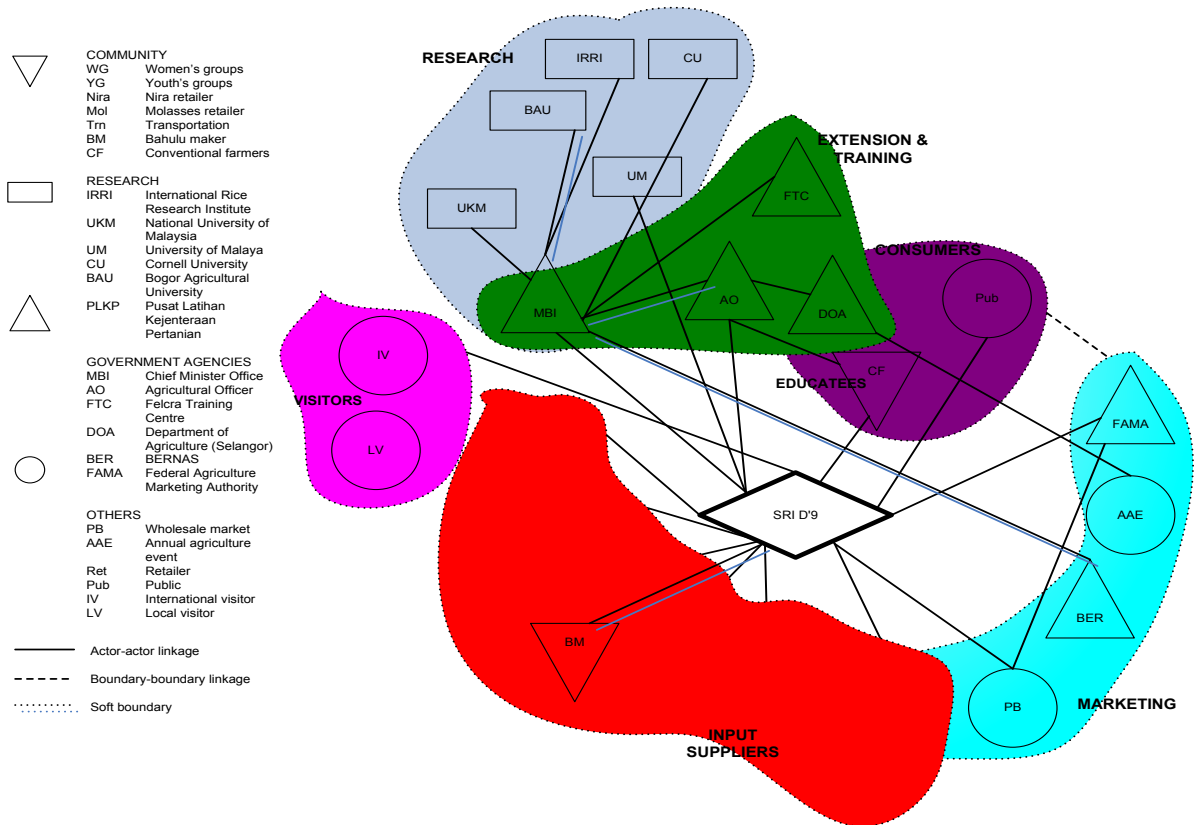 COMMUNITY
WG Women's groups
YG Youth's groups
Nira Nira retailer
Mol Molasses retailer
Trn Transportation
BM Bahulu maker
CF Conventional farmers
RESEARCH
IRRI International Rice
Research Institute
UKM National University of
Malaysia
UM University of Malaya
CU Cornell University
BAU Bogor Agricultural
University
PLKP Pusat Latihan
Kejenteraan
Pertanian
GOVERNMENT AGENCIES
MBI Chief Minister Office
AO Agricultural Officer
FTC Felcra Training
Centre
DOA Department of
Agriculture (Selangor)
BER BERNAS
FAMA Federal Agriculture
Marketing Authority
OTHERS
PB Wholesale market
AAE Annual agriculture
event
Ret Retailer
Pub Public
IV International visitor
LV Local visitor
Actor-actor linkage
Boundary-boundary linkage
Soft boundary
RESEARCH
IRRI
CU
BAU
UM
UKM
EXTENSION &
TRAINING
FTC
MBI
AO
DOA
CONSUMERS
Pub
EDUCATEES
CF
VISITORS
IV
LV
SRI D'9
FAMA
AAE
BER
PB
MARKETING
BM
INPUT
SUPPLIERS